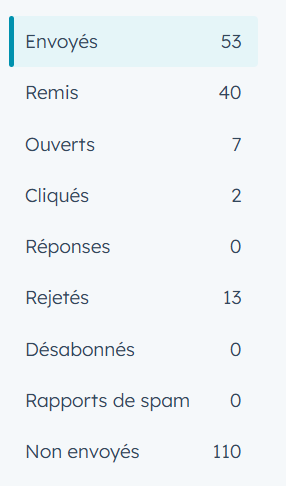 Envoyés 53
Remis 40
Ouverts 7
Cliqués 2
Réponses 0
Rejetés 13
Désabonnés 0
Rapports de spam 0
Non envoyés 110